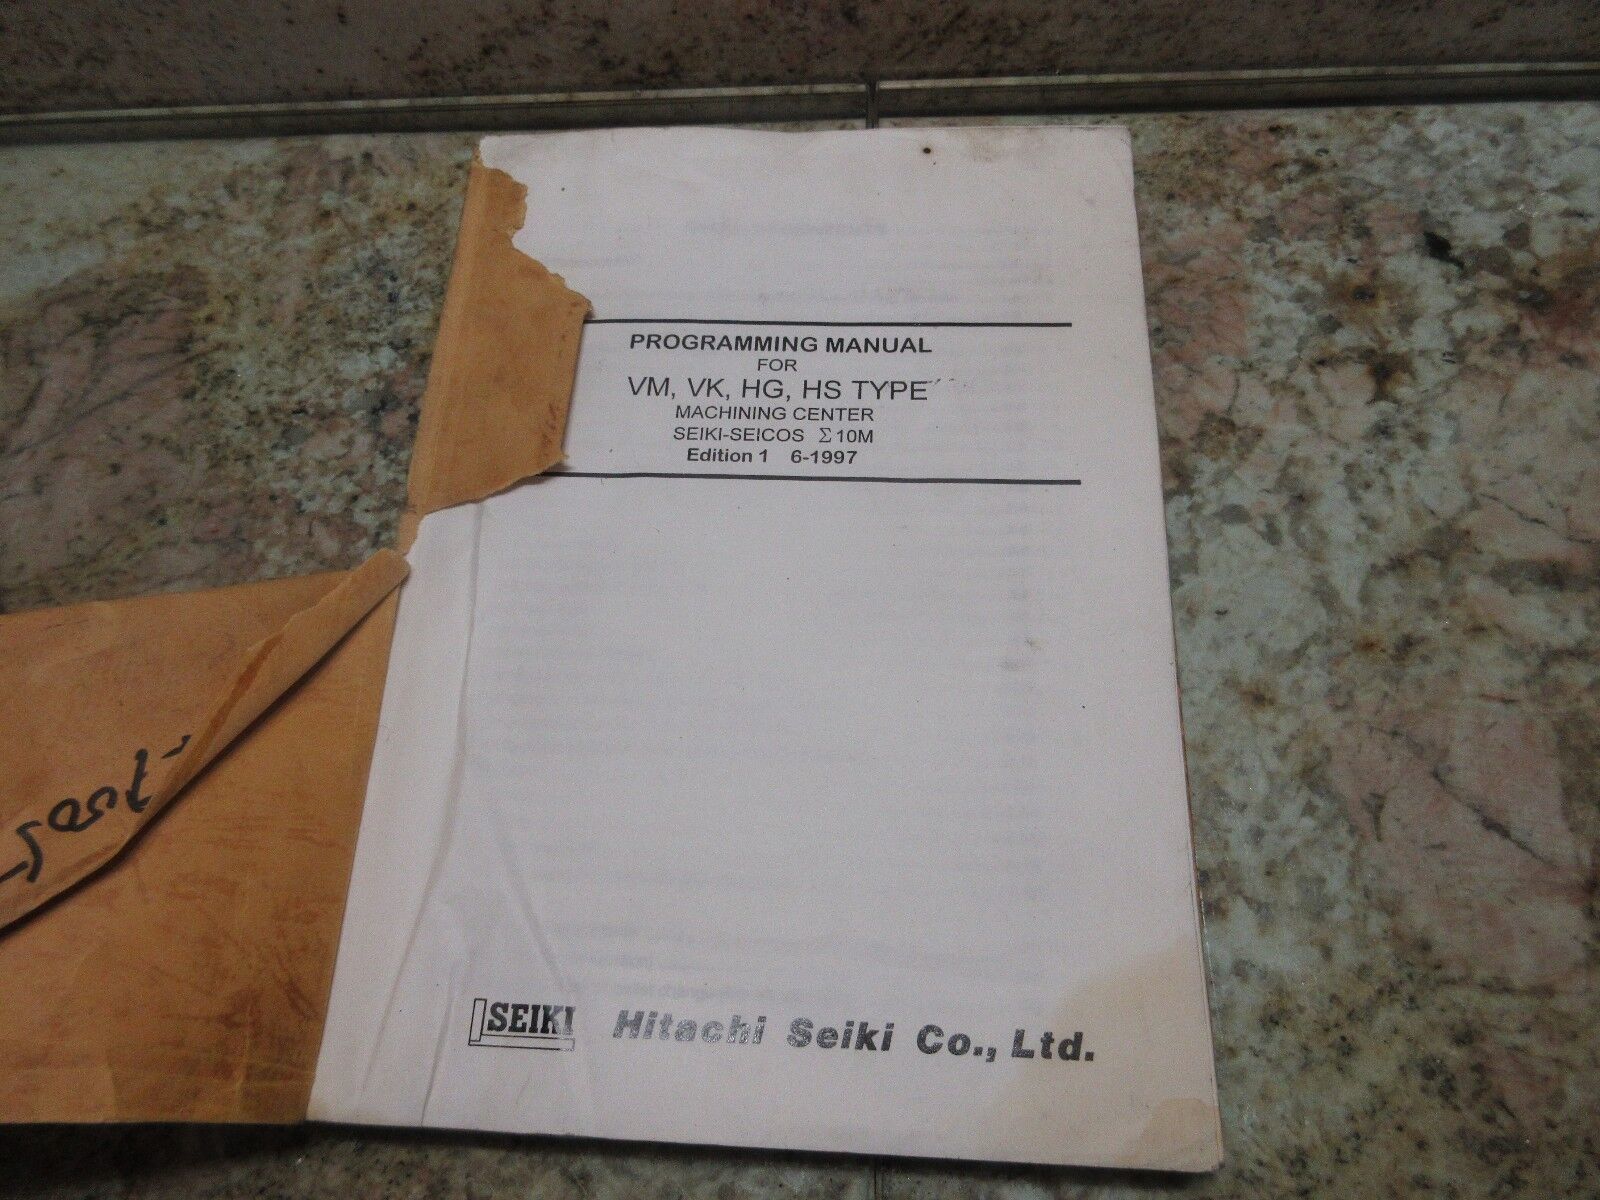 PROGRAMMING MANUAL
FOR
VM, VK, HG, HS TYPE
MACHINING CENTER
SEIKI-SEICOS Σ10M
Edition 1 6-1997
SEIKI Hitachi Seiki Co., Ltd.